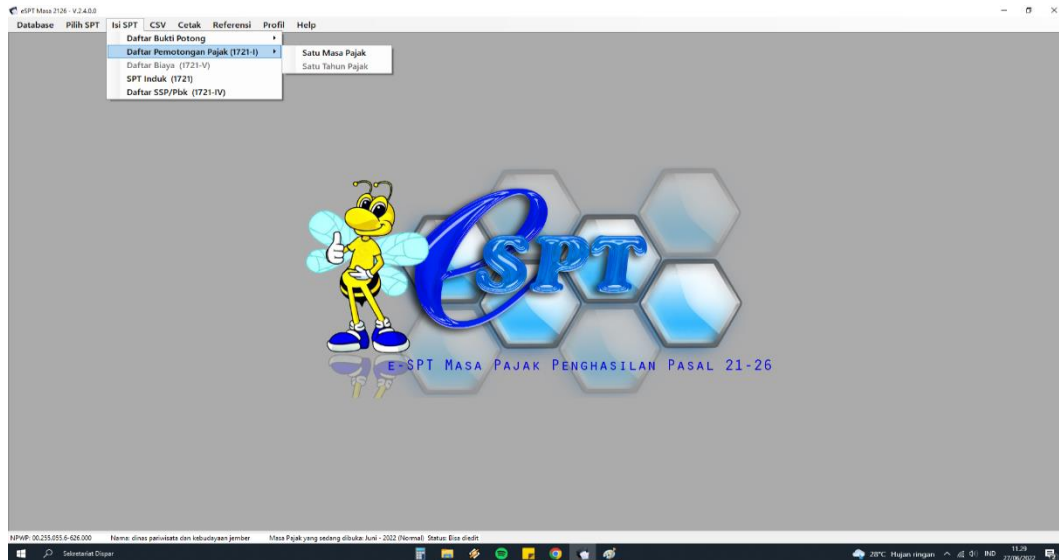 eSPT Masa 2126 - V.2.4.0.0
Database Pilih SPT Isi SPT CSV Cetak Referensi Profil Help
Daftar Bukti Potong
Daftar Pemotongan Pajak (1721-I)
Satu Masa Pajak
Daftar Biaya (1721-V)
Satu Tahun Pajak
SPT Induk (1721)
Daftar SSP/Pbk (1721-IV)
eSPT
e-SPT Masa Pajak Penghasilan Pasal 21-26
NPWP: 00.255.055.6-626.000 Nama: dinas pariwisata dan kebudayaan jember Masa Pajak yang sedang dibuka: Juni - 2022 (Normal) Status: Bisa diedit
Sekretariat Dispar
28°C Hujan ringan IND 11.29
27/06/2022